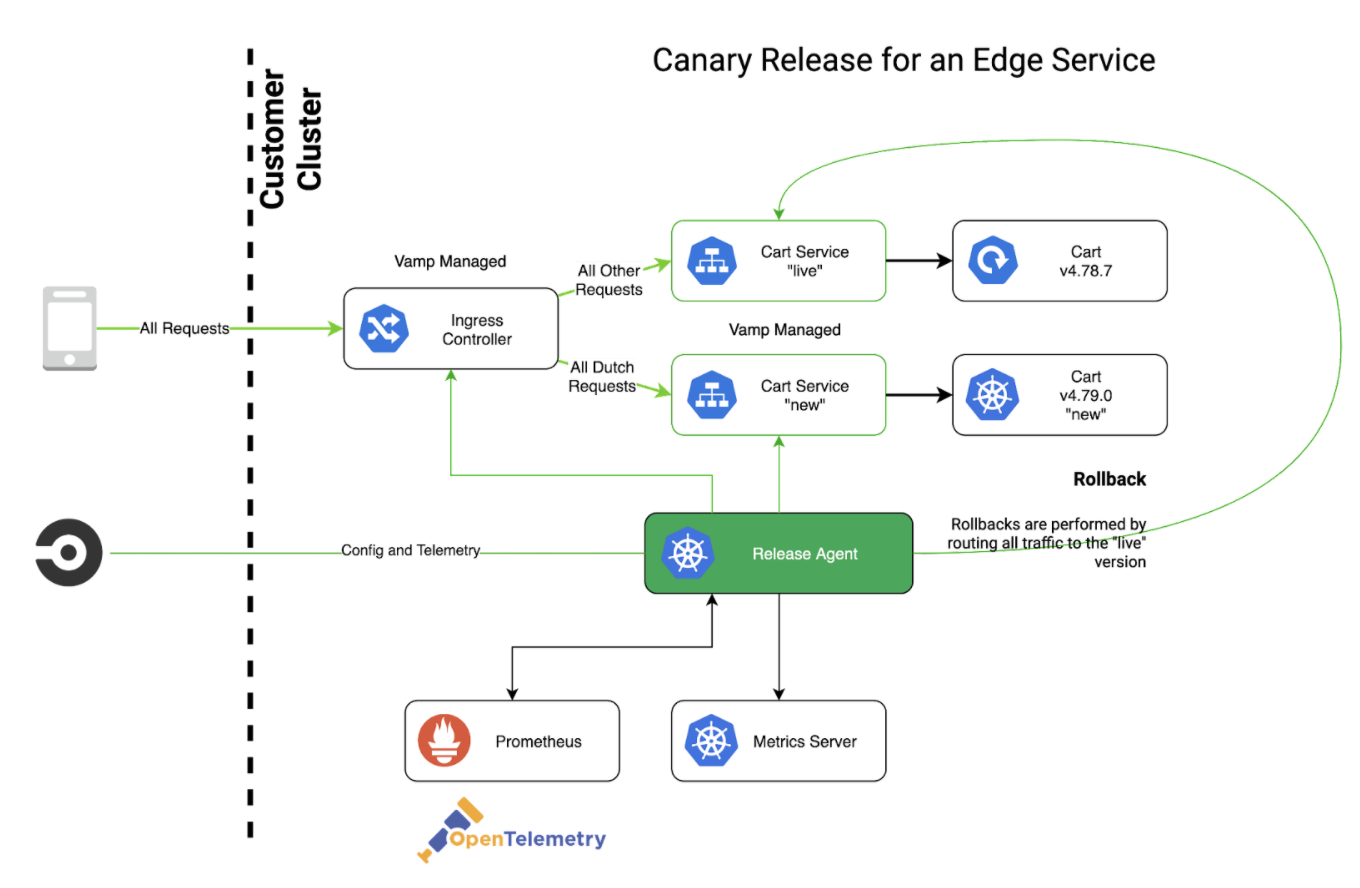 Canary Release for an Edge Service
Customer
Cluster
Vamp Managed
All Requests
Ingress
Controller
All Other
Requests
Cart Service
"live"
Cart
v4.78.7
Vamp Managed
All Dutch
Requests
Cart Service
"new"
Cart
v4.79.0
"new"
Rollback
Rollbacks are performed by
routing all traffic to the "live"
version
Config and Telemetry
Release Agent
Prometheus
Metrics Server
OpenTelemetry